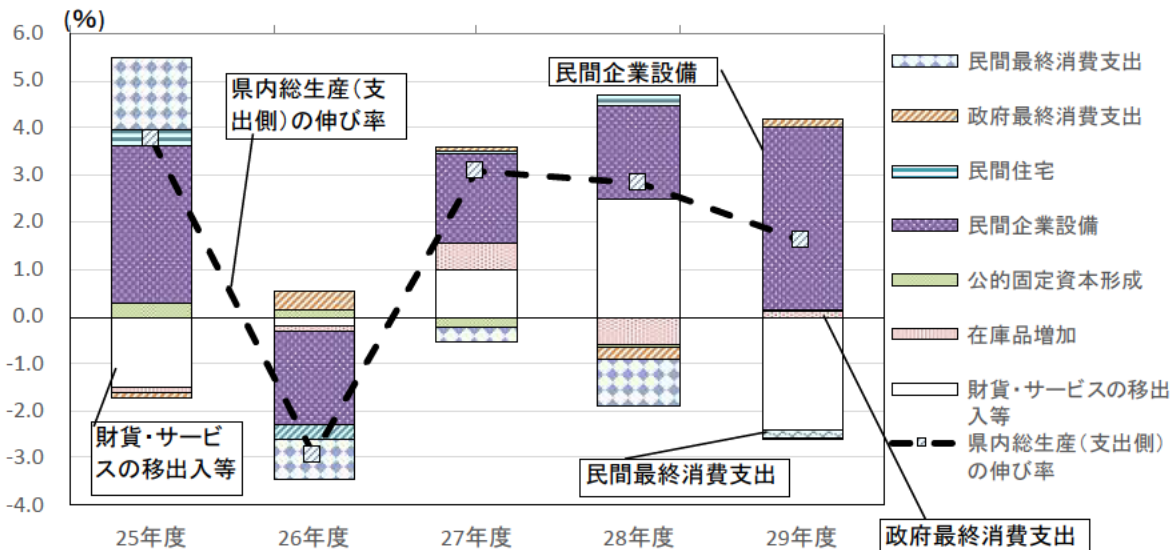 (%)
6.0
5.0
4.0
3.0
2.0
1.0
0.0
-1.0
-2.0
-3.0
-4.0
県内総生産(支
出側)の伸び率
民間企業設備
財貨・サービ
スの移出入等
民間最終消費支出
政府最終消費支出
25年度
26年度
27年度
28年度
29年度
民間最終消費支出
政府最終消費支出
民間住宅
民間企業設備
公的固定資本形成
在庫品増加
財貨・サービスの移出
入等
県内総生産(支出側)
の伸び率